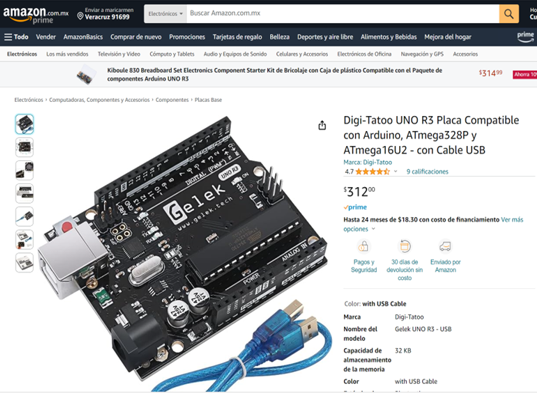 amazon.com.mx
prime
Enviar a maricarmen
Veracruz 91699
Electrónicos
Buscar Amazon.com.mx
Todo Vender AmazonBasics Comprar de nuevo Promociones Tarjetas de regalo Belleza Deportes y aire libre Alimentos y Bebidas Mejora del hogar prime
Electrónicos Los más vendidos Televisión y Video Cómputo y Tablets Audio y Equipos de Sonido Celulares y Accesorios Electrónicos de Oficina Navegación y GPS Accesorios
Kiboule 830 Breadboard Set Electronics Component Starter Kit de Bricolaje con Caja de plástico Compatible con el Paquete de
componentes Arduino UNO R3
$314.99
Ahora 10%
Electrónicos › Computadoras, Componentes y Accesorios › Componentes › Placas Base
Gelek
www.gelek.tech
UNO R3
DIGITAL
POWER
ANALOG IN
Digi-Tatoo UNO R3 Placa Compatible
con Arduino, ATmega328P y
ATmega16U2 - con Cable USB
Marca: Digi-Tatoo
4.7 9 calificaciones
$312.00
prime
Hasta 24 meses de $18.30 con costo de financiamiento Ver más
opciones
Pagos y
Seguridad
30 días de
devolución sin
costo
Enviado por
Amazon
Color: with USB Cable
Marca Digi-Tatoo
Nombre del
modelo
Gelek UNO R3 - USB
Capacidad de
almacenamiento
de la memoria
32 KB
Color with USB Cable